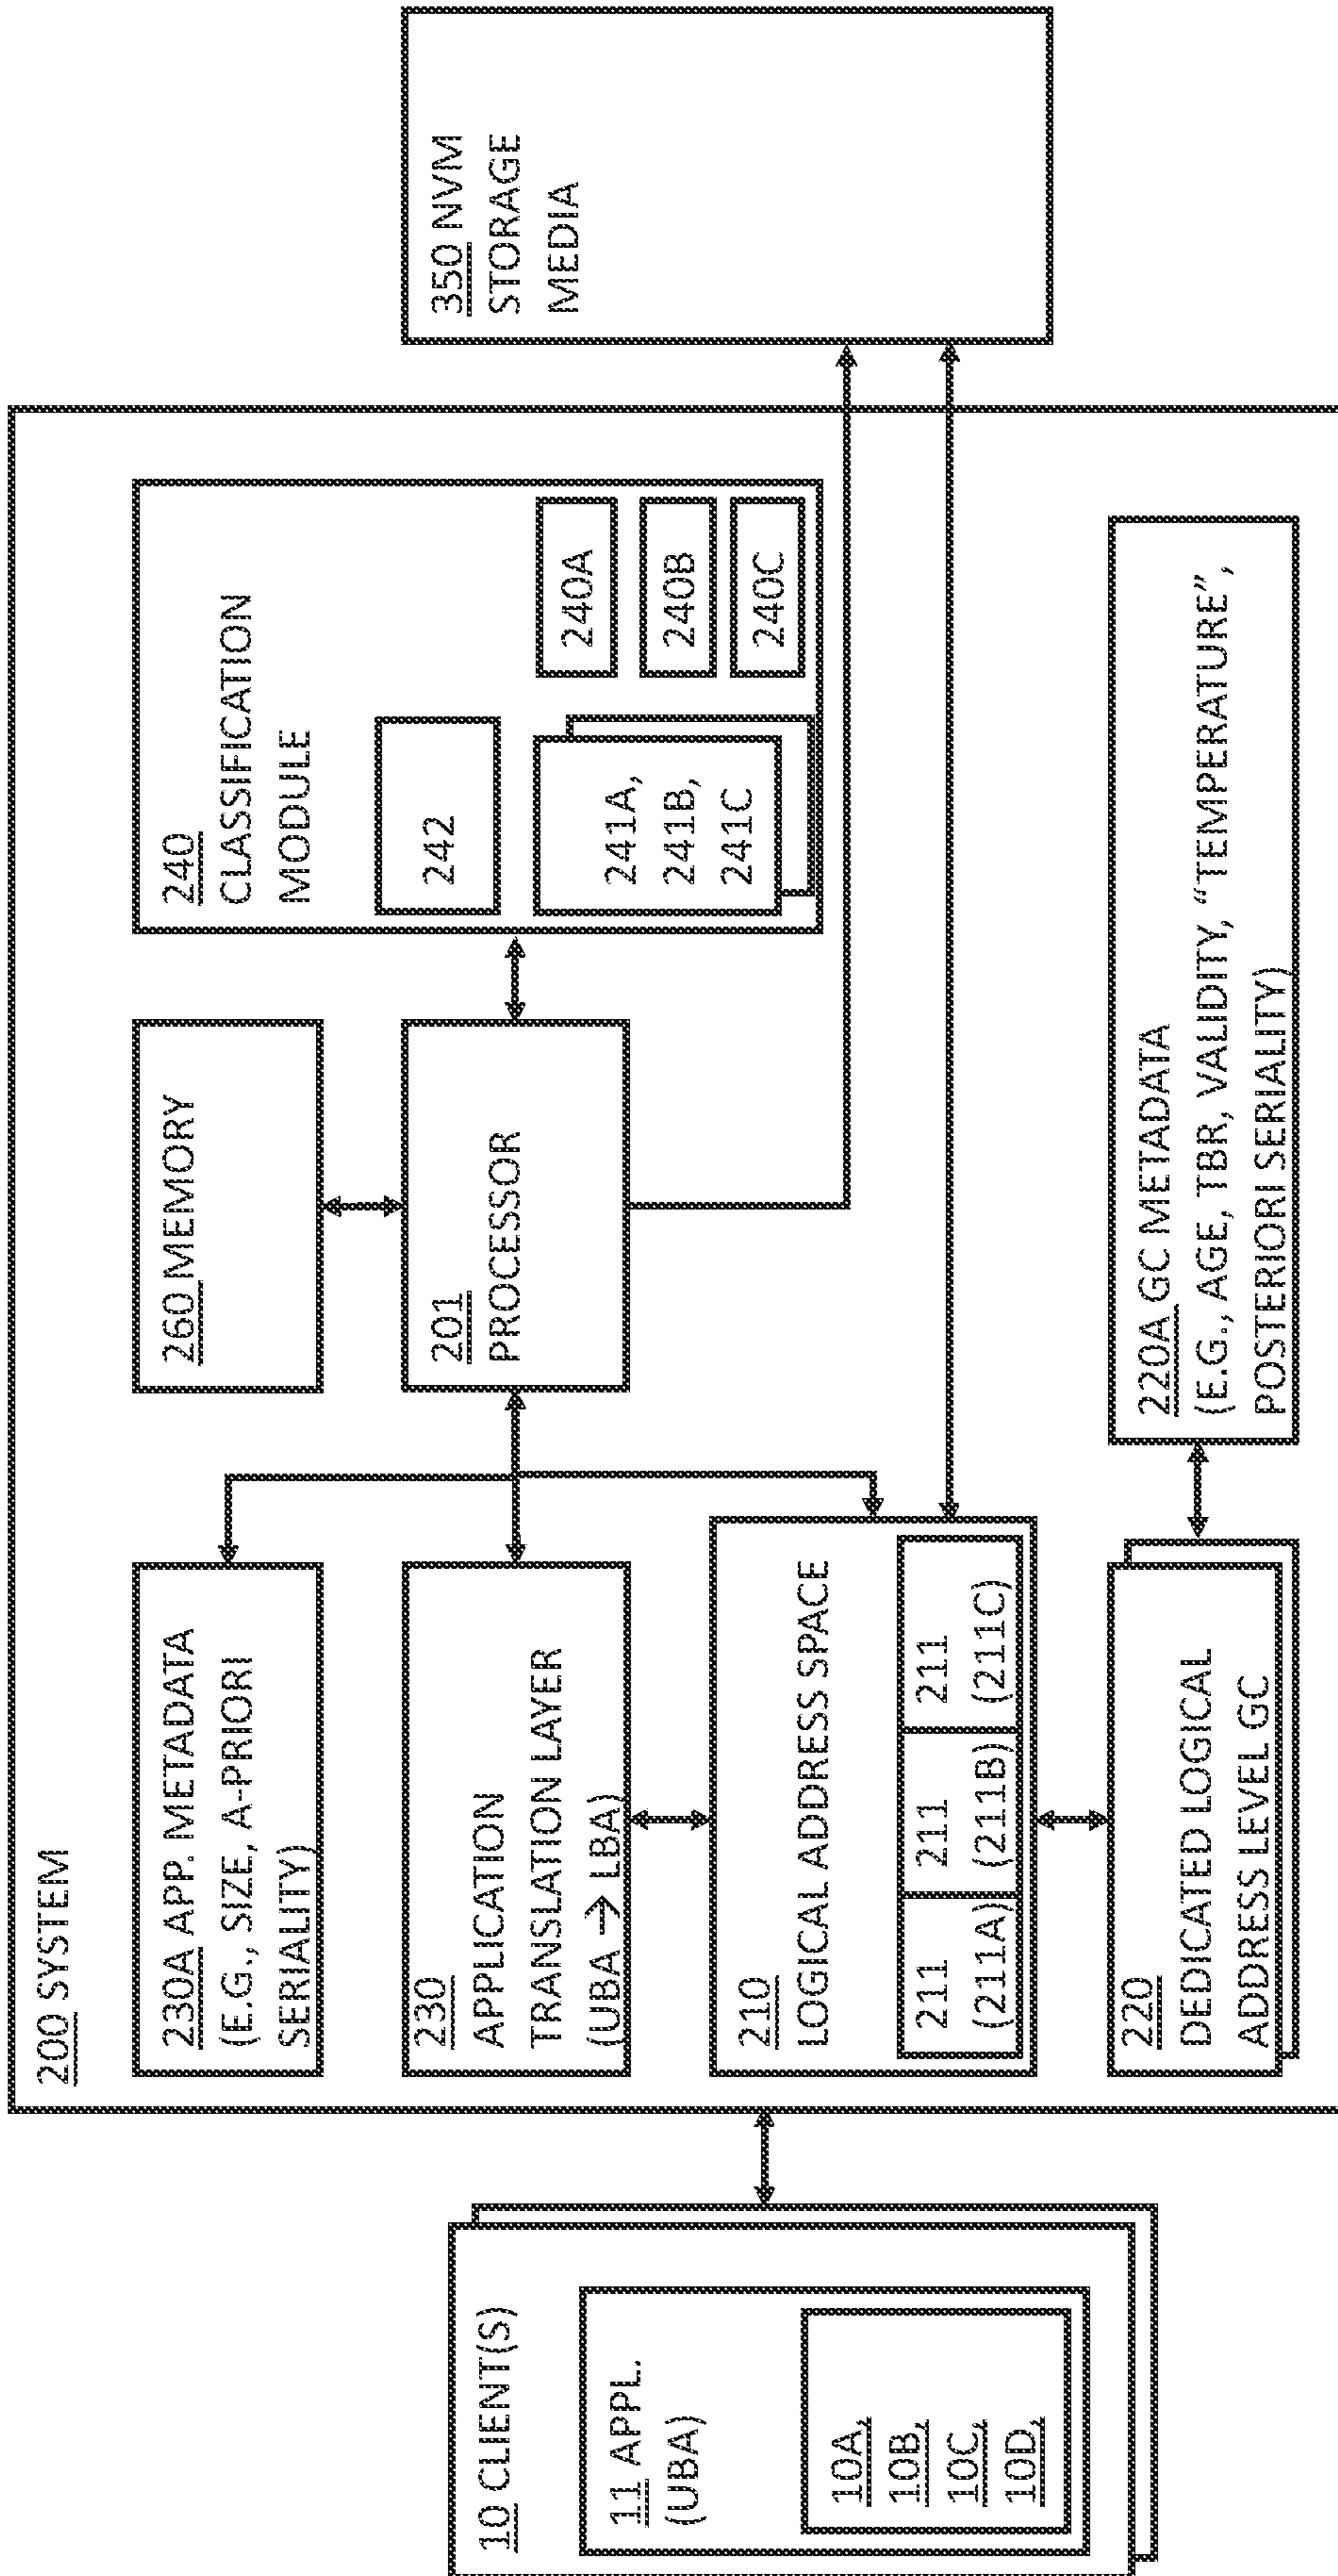 10 CLIENT(S)
11 APPL.
(UBA)
10A,
10B,
10C,
10D,
200 SYSTEM
230A APP. METADATA
(E.G., SIZE, A-PRIORI
SERIALITY)
230
APPLICATION
TRANSLATION LAYER
(UBA → LBA)
210
LOGICAL ADDRESS SPACE
211
(211A)
211
(211B)
211
(211C)
220
DEDICATED LOGICAL
ADDRESS LEVEL GC
260 MEMORY
201
PROCESSOR
220A GC METADATA
(E.G., AGE, TBR, VALIDITY, “TEMPERATURE”,
POSTERIORI SERIALITY)
240
CLASSIFICATION
MODULE
242
241A,
241B,
241C
240A
240B
240C
350 NVM
STORAGE
MEDIA